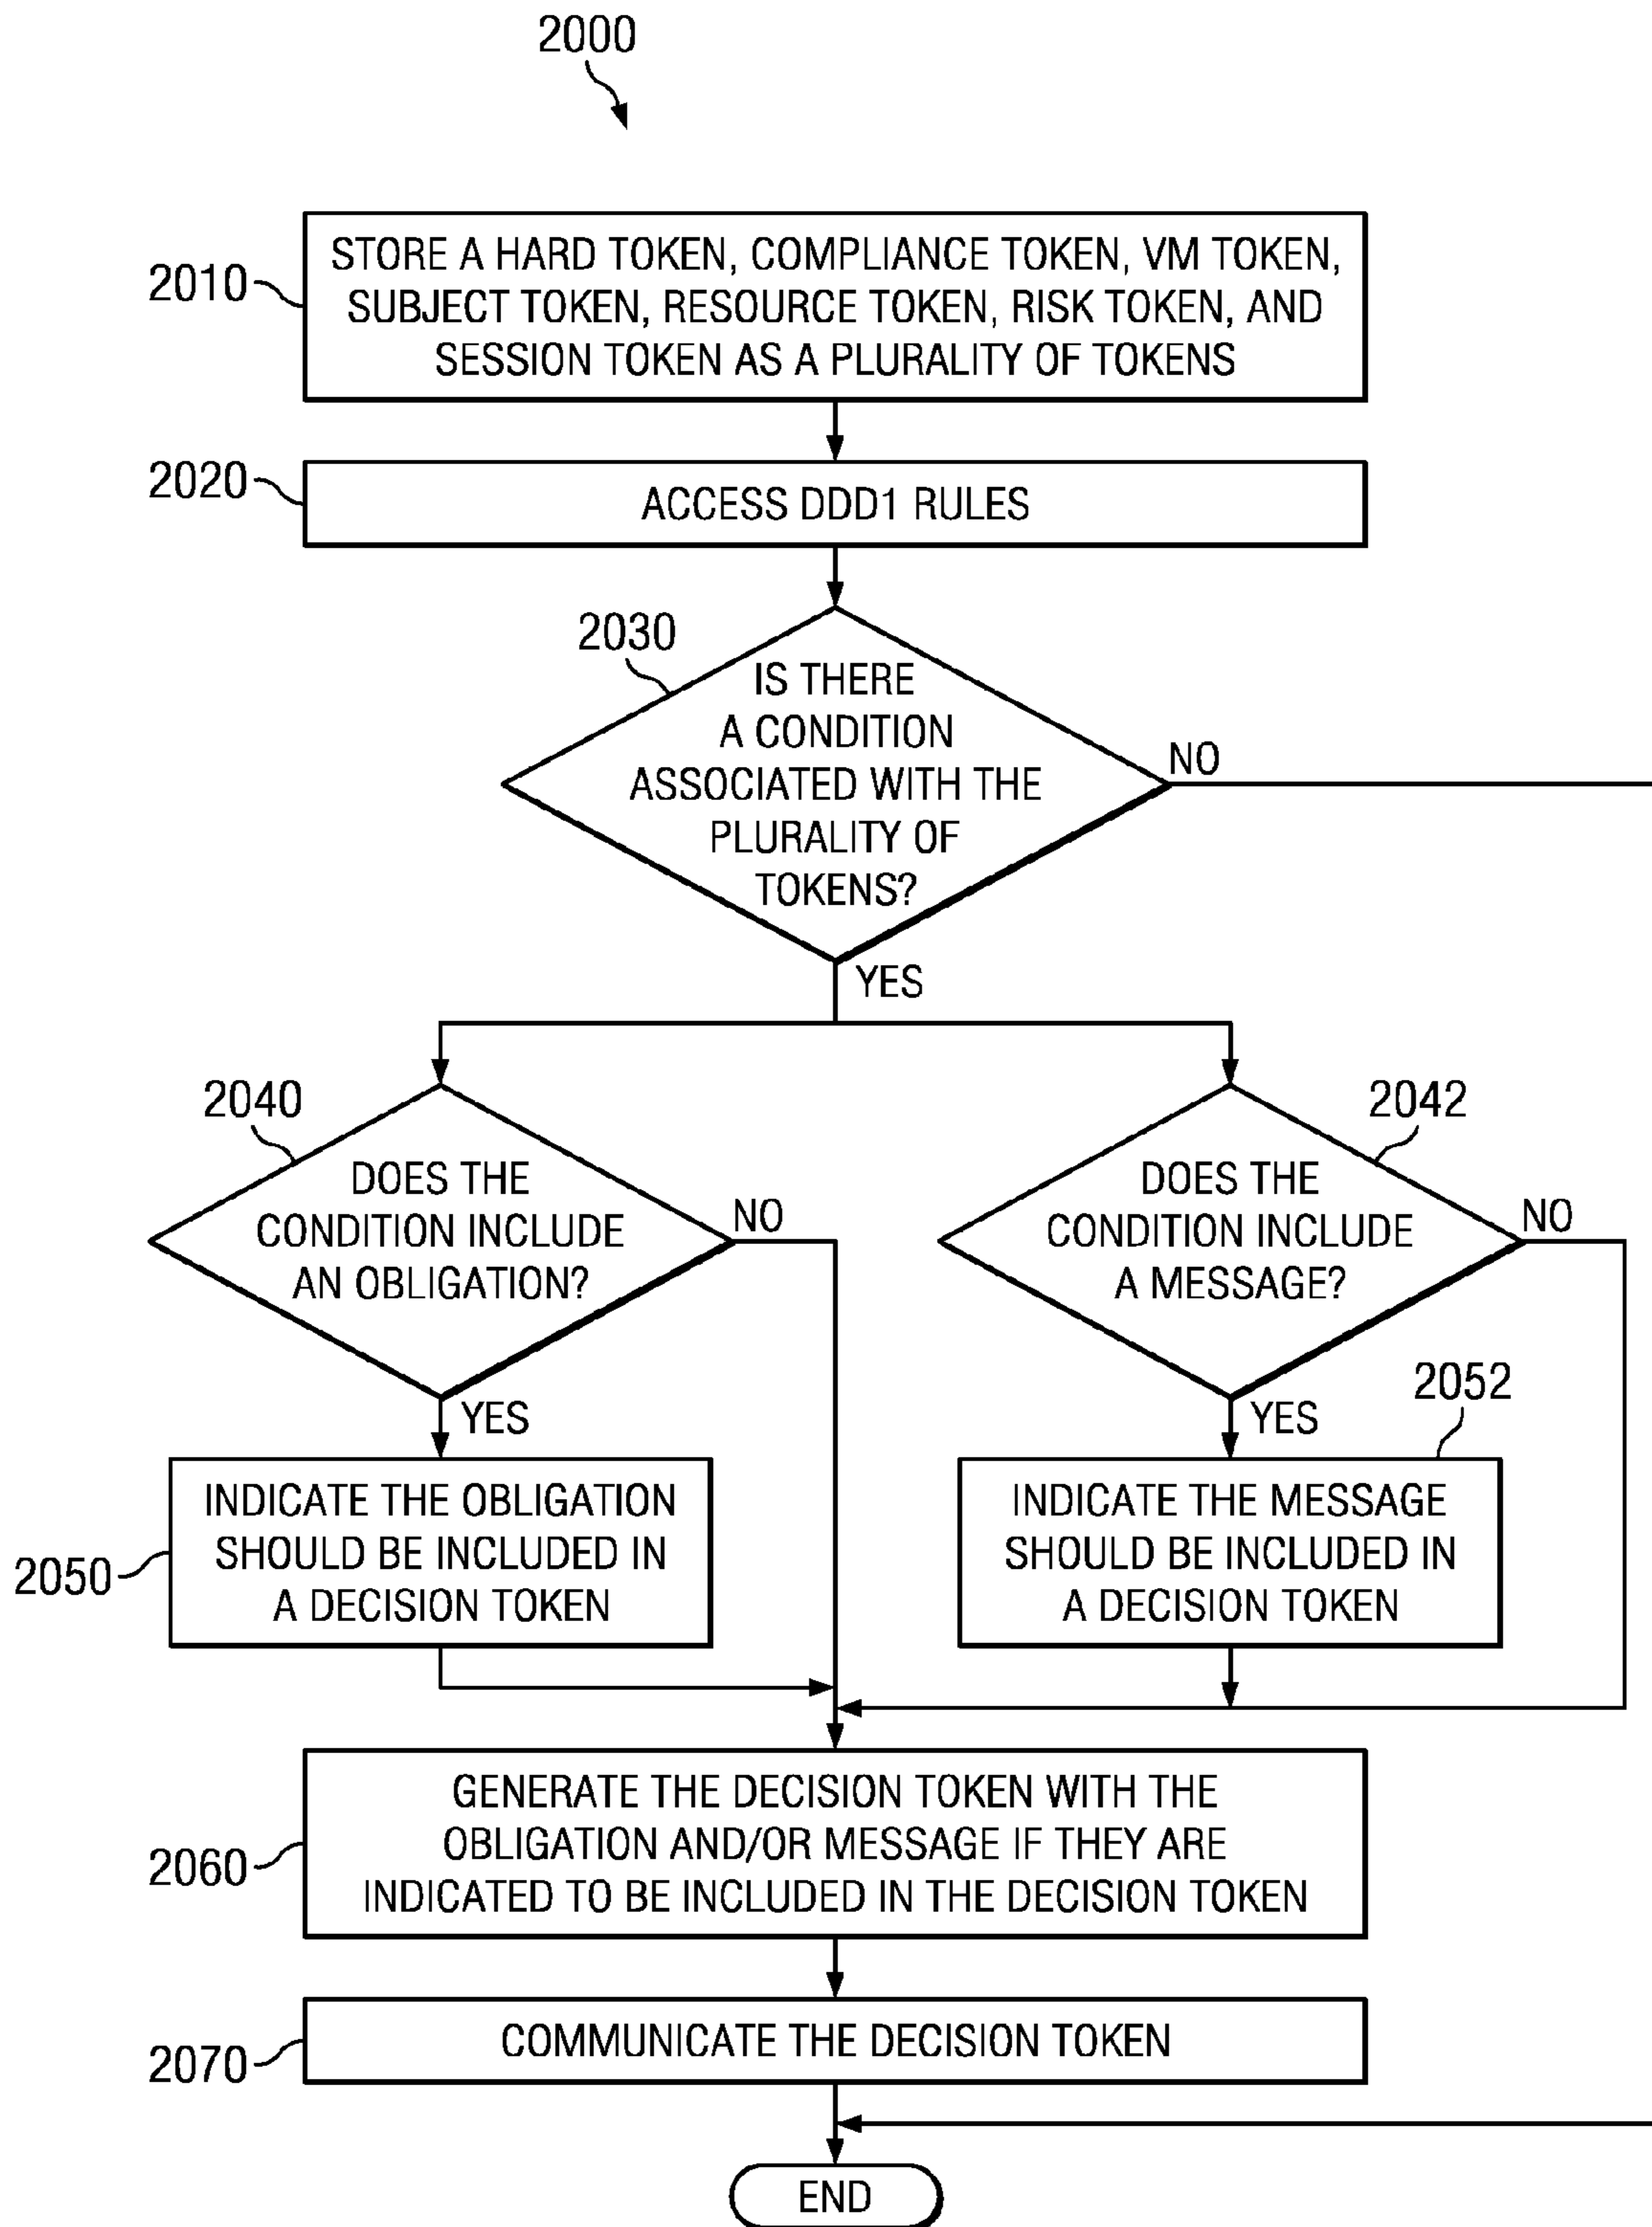 2000
2010
STORE A HARD TOKEN, COMPLIANCE TOKEN, VM TOKEN,
SUBJECT TOKEN, RESOURCE TOKEN, RISK TOKEN, AND
SESSION TOKEN AS A PLURALITY OF TOKENS
2020
ACCESS DDD1 RULES
2030
IS THERE
A CONDITION
ASSOCIATED WITH THE
PLURALITY OF
TOKENS?
NO
YES
2040
DOES THE
CONDITION INCLUDE
AN OBLIGATION?
NO
YES
2042
DOES THE
CONDITION INCLUDE
A MESSAGE?
NO
YES
2050
INDICATE THE OBLIGATION
SHOULD BE INCLUDED IN
A DECISION TOKEN
2052
INDICATE THE MESSAGE
SHOULD BE INCLUDED IN
A DECISION TOKEN
2060
GENERATE THE DECISION TOKEN WITH THE
OBLIGATION AND/OR MESSAGE IF THEY ARE
INDICATED TO BE INCLUDED IN THE DECISION TOKEN
2070
COMMUNICATE THE DECISION TOKEN
END